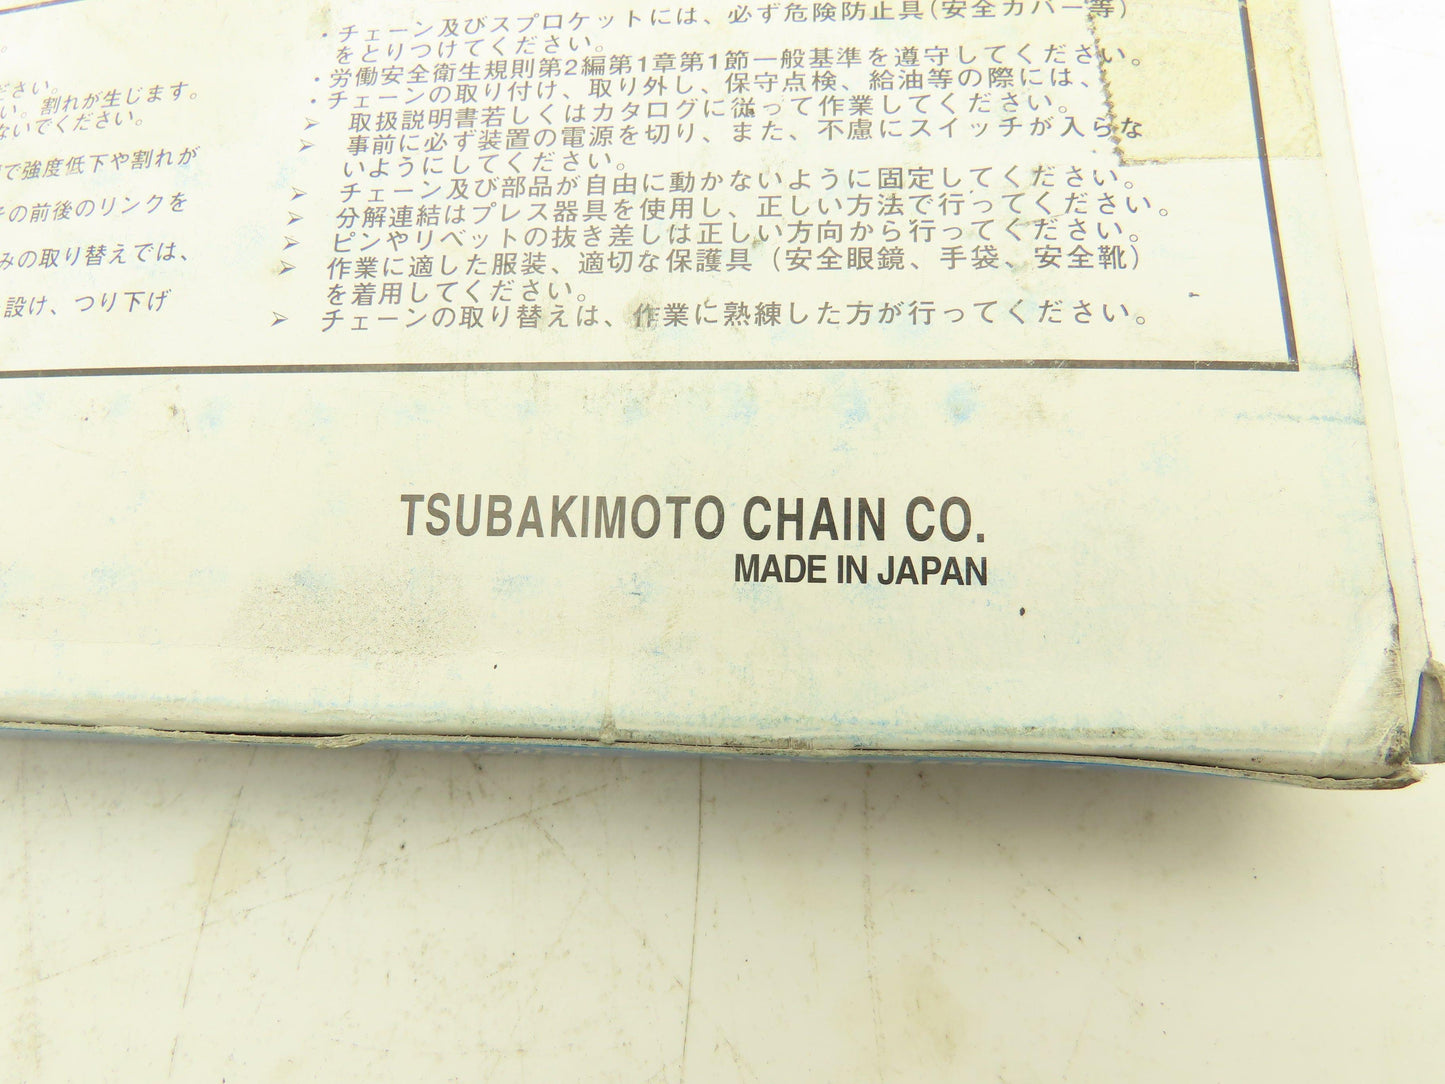 ださい。
い。割れが生じます。
ないでください。
で強度低下や割れが
その前後のリンクを
みの取り替えでは、
設け、つり下げ
・チェーン及びスプロケットには、必ず危険防止具(安全カバー等)
をとりつけてください。
・労働安全衛生規則第2編第1章第1節一般基準を遵守してください。
・チェーンの取り付け、取り外し、保守点検、給油等の際には、
➤ 取扱説明書若しくはカタログに従って作業してください。
➤ 事前に必ず装置の電源を切り、また、不慮にスイッチが入らな
いようにしてください。
➤ チェーン及び部品が自由に動かないように固定してください。
➤ 分解連結はプレス器具を使用し、正しい方法で行ってください。
➤ ピンやリベットの抜き差しは正しい方向から行ってください。
➤ 作業に適した服装、適切な保護具(安全眼鏡、手袋、安全靴)
を着用してください。
➤ チェーンの取り替えは、作業に熟練した方が行ってください。
TSUBAKIMOTO CHAIN CO.
MADE IN JAPAN